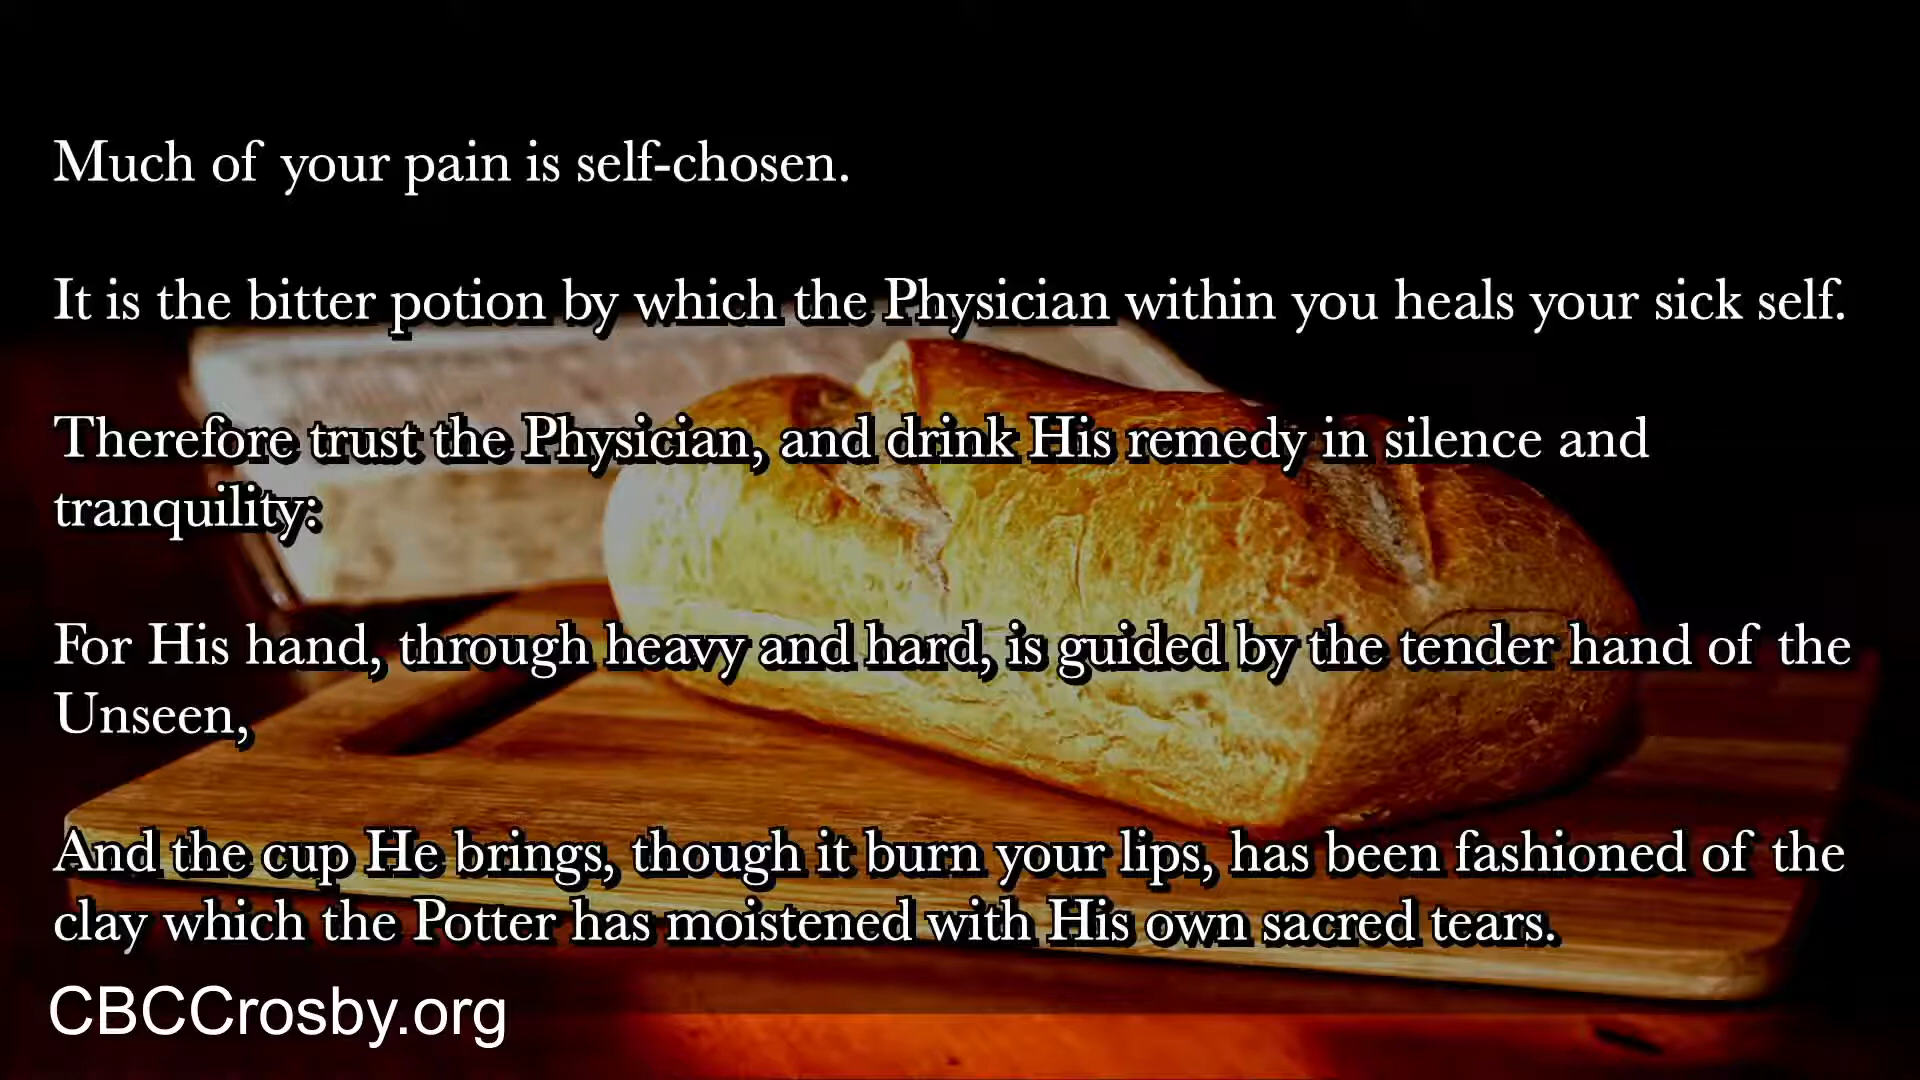 Much of your pain is self-chosen.
It is the bitter potion by which the Physician within you heals your sick self.
Therefore trust the Physician, and drink His remedy in silence and
tranquility:
For His hand, through heavy and hard, is guided by the tender hand of the
Unseen,
And the cup He brings, though it burn your lips, has been fashioned of the
clay which the Potter has moistened with His own sacred tears.
CBCCrosby.org